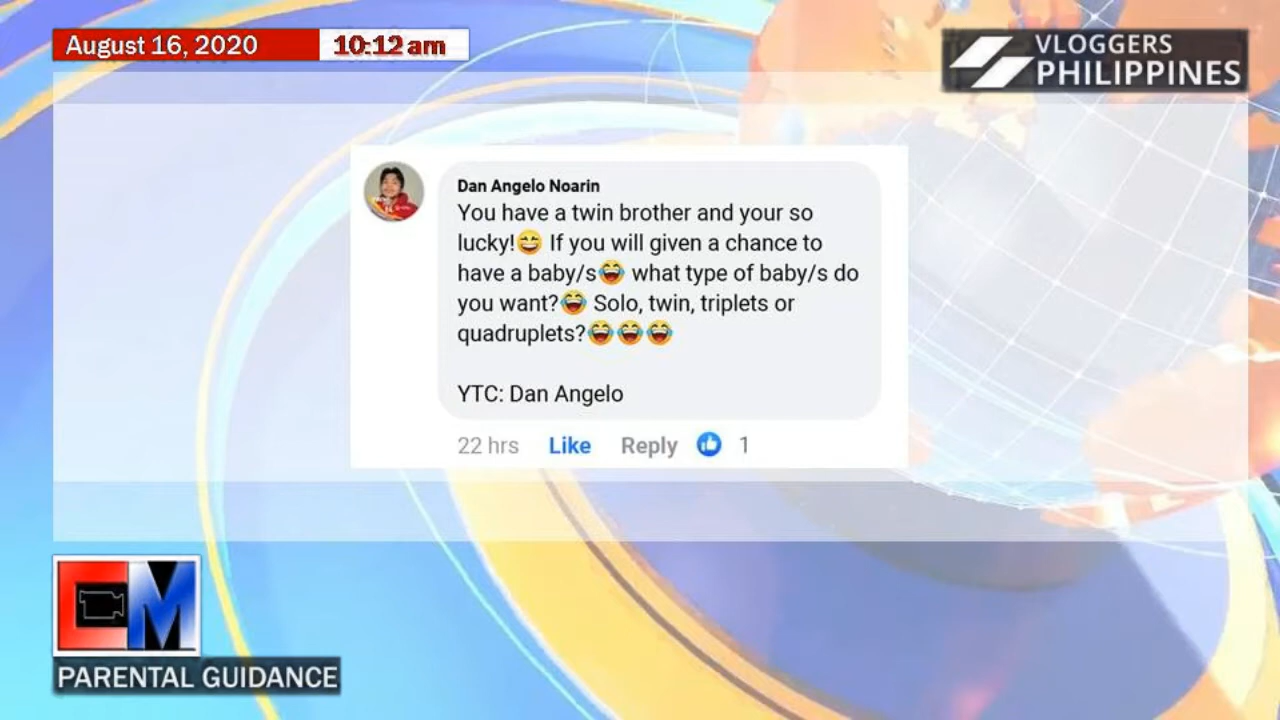 August 16, 2020 10:12 am
VLOGGERS
PHILIPPINES
Dan Angelo Noarin
You have a twin brother and your so
lucky!😄 If you will given a chance to
have a baby/s😂 what type of baby/s do
you want?😂 Solo, twin, triplets or
quadruplets?😂😂😂
YTC: Dan Angelo
22 hrs Like Reply 1
CM
PARENTAL GUIDANCE